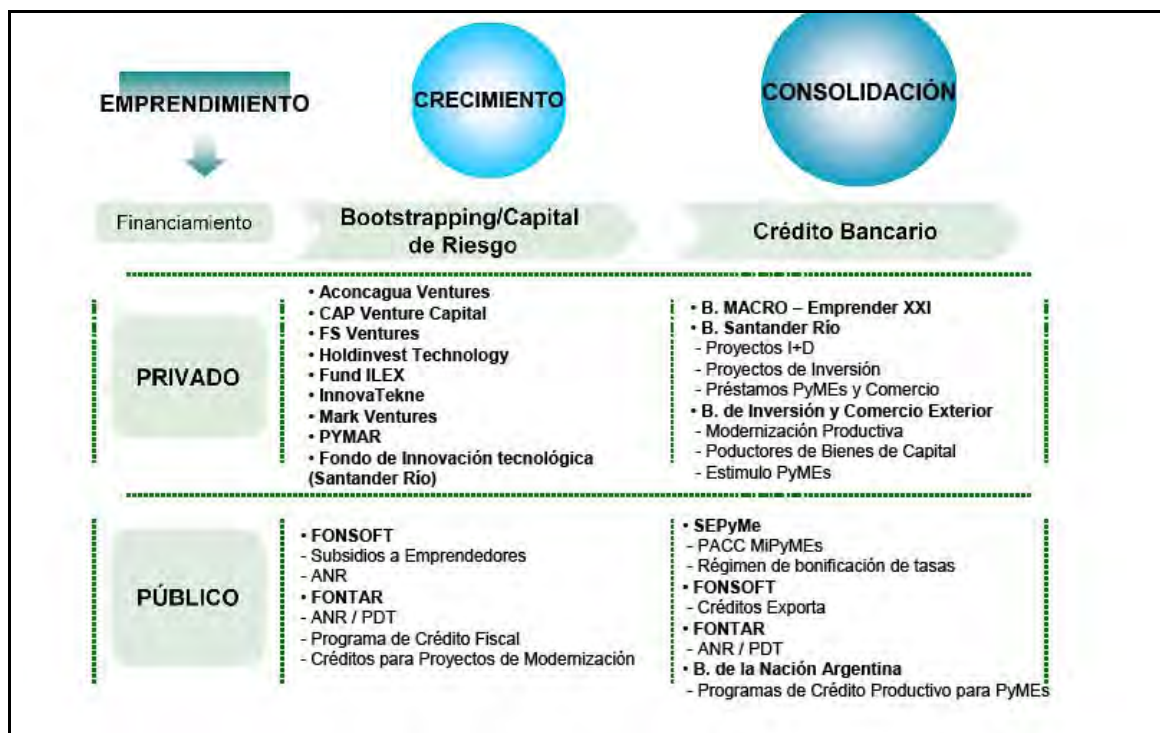 EMPRENDIMIENTO
CRECIMIENTO
CONSOLIDACIÓN
Financiamiento
Bootstrapping/Capital
de Riesgo
Crédito Bancario
PRIVADO
• Aconcagua Ventures
• CAP Venture Capital
• FS Ventures
• Holdinvest Technology
• Fund ILEX
• InnovaTekne
• Mark Ventures
• PYMAR
• Fondo de Innovación tecnológica
(Santander Río)
• B. MACRO – Emprender XXI
• B. Santander Río
- Proyectos I+D
- Proyectos de Inversión
- Préstamos PyMEs y Comercio
• B. de Inversión y Comercio Exterior
- Modernización Productiva
- Poductores de Bienes de Capital
- Estimulo PyMEs
PÚBLICO
• FONSOFT
- Subsidios a Emprendedores
- ANR
• FONTAR
- ANR / PDT
- Programa de Crédito Fiscal
- Créditos para Proyectos de Modernización
• SEPyMe
- PACC MiPyMEs
- Régimen de bonificación de tasas
• FONSOFT
- Créditos Exporta
• FONTAR
- ANR / PDT
• B. de la Nación Argentina
- Programas de Crédito Productivo para PyMEs